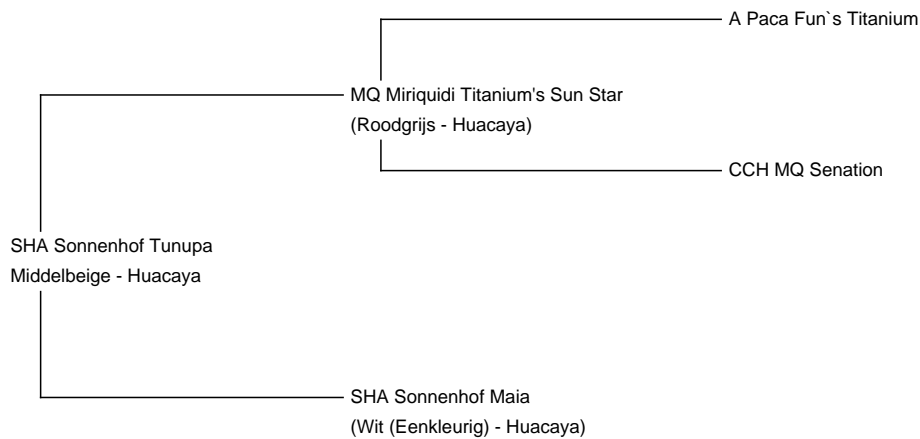 A Paca Fun`s Titanium
MQ Miriquidi Titanium's Sun Star
(Roodgrijs - Huacaya)
CCH MQ Senation
SHA Sonnenhof Tunupa
Middelbeige - Huacaya
SHA Sonnenhof Maia
(Wit (Eenkleurig) - Huacaya)